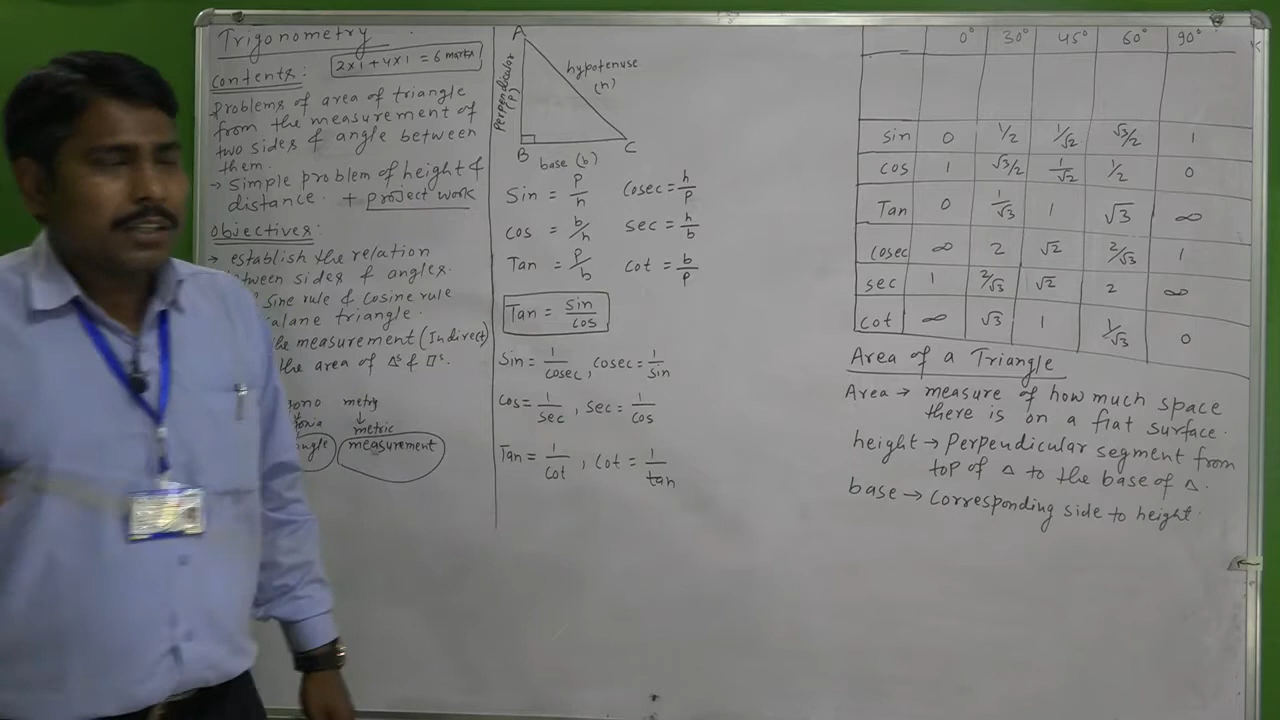 Trigonometry
2x1 + 4x1 = 6 marks
Contents:
problems of area of triangle
from the measurement of
two sides & angle between
them.
→ simple problem of height &
distance. + project work
Objectives:
→ establish the relation
between sides & angles.
sine rule & cosine rule
triangle.
the measurement (Indirect)
the area of Δs & □s.
metry
↓
metric
measurement
A
Perpendicular (P)
hypotenuse
(h)
B
base (b)
C
Sin = P/h Cosec = h/P
cos = b/h sec = h/b
Tan = P/b Cot = b/P
Tan = sin/cos
Sin = 1/cosec, cosec = 1/sin
Cos = 1/sec, sec = 1/cos
Tan = 1/cot, cot = 1/tan
0° 30° 45° 60° 90°
sin 0 1/2 1/√2 √3/2 1
cos 1 √3/2 1/√2 1/2 0
Tan 0 1/√3 1 √3 ∞
cosec ∞ 2 √2 2/√3 1
sec 1 2/√3 √2 2 ∞
cot ∞ √3 1 1/√3 0
Area of a Triangle
Area → measure of how much space
there is on a flat surface.
height → Perpendicular segment from
top of Δ to the base of Δ.
base → Corresponding side to height.